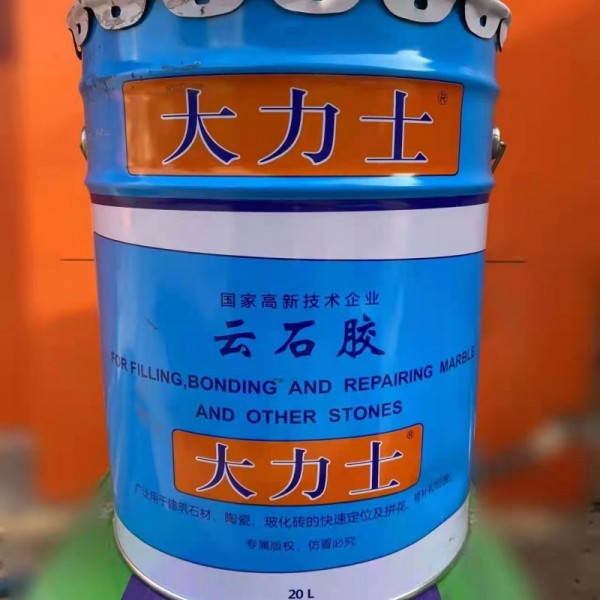 大力士®
国家高新技术企业
云石胶
FOR FILLING,BONDING AND REPAIRING MARBLE
AND OTHER STONES
大力士®
广泛用于建筑石材、陶瓷、玻化砖的快速定位及拼花、修补和加固
专属版权,仿冒必究
20 L